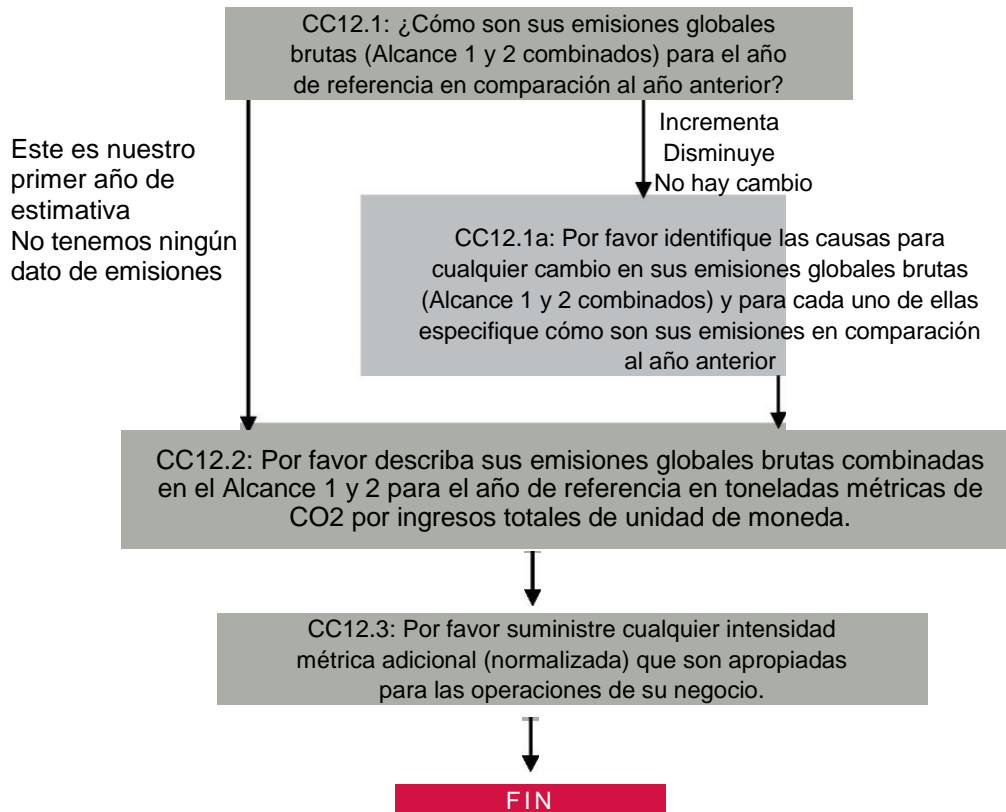 CC12.1: ¿Cómo son sus emisiones globales
brutas (Alcance 1 y 2 combinados) para el año
de referencia en comparación al año anterior?
Este es nuestro
primer año de
estimativa
No tenemos ningún
dato de emisiones
Incrementa
Disminuye
No hay cambio
CC12.1a: Por favor identifique las causas para
cualquier cambio en sus emisiones globales brutas
(Alcance 1 y 2 combinados) y para cada uno de ellas
especifique cómo son sus emisiones en comparación
al año anterior
CC12.2: Por favor describa sus emisiones globales brutas combinadas
en el Alcance 1 y 2 para el año de referencia en toneladas métricas de
CO2 por ingresos totales de unidad de moneda.
CC12.3: Por favor suministre cualquier intensidad
métrica adicional (normalizada) que son apropiadas
para las operaciones de su negocio.
FIN